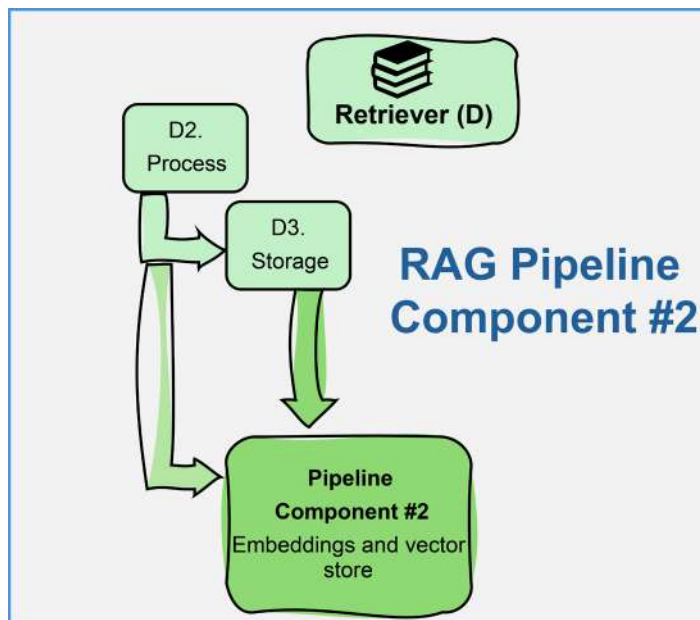 Retriever (D)
D2.
Process
D3.
Storage
RAG Pipeline
Component #2
Pipeline
Component #2
Embeddings and vector
store